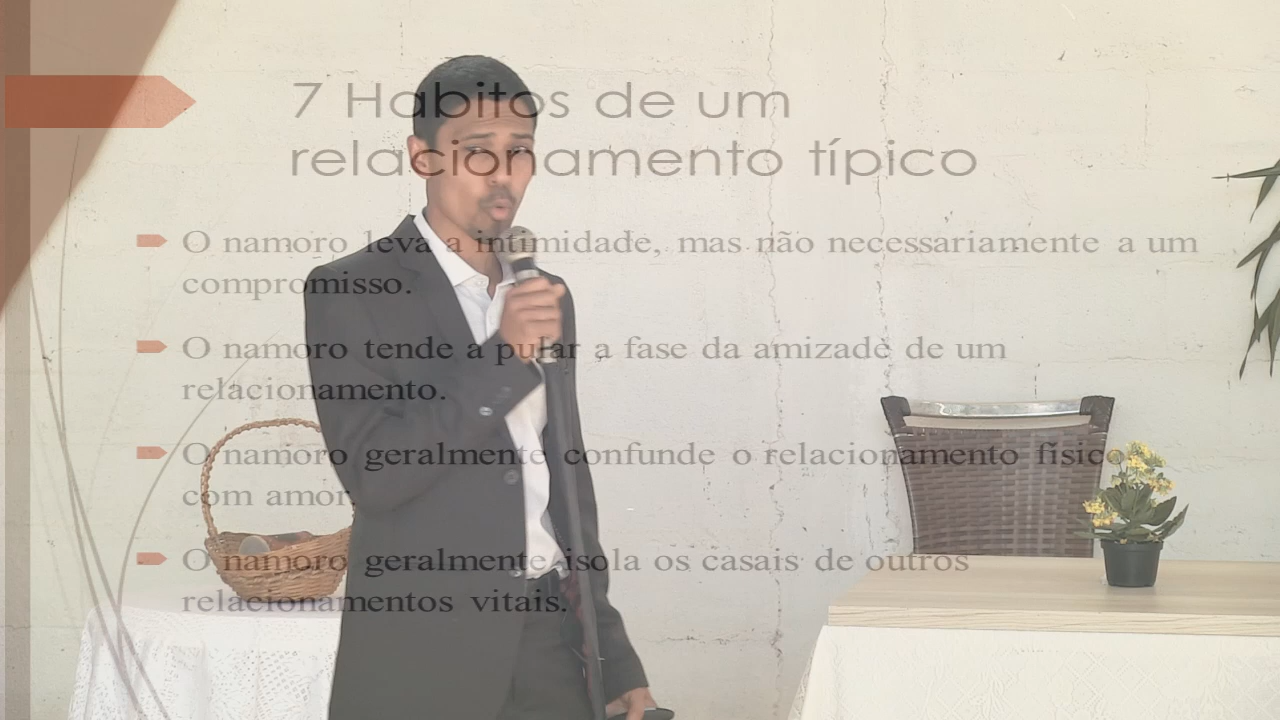 7 Habitos de um
relacionamento típico
O namoro leva a intimidade, mas não necessariamente a um
compromisso.
O namoro tende a pular a fase da amizade de um
relacionamento.
O namoro geralmente confunde o relacionamento físico
com amor.
O namoro geralmente isola os casais de outros
relacionamentos vitais.